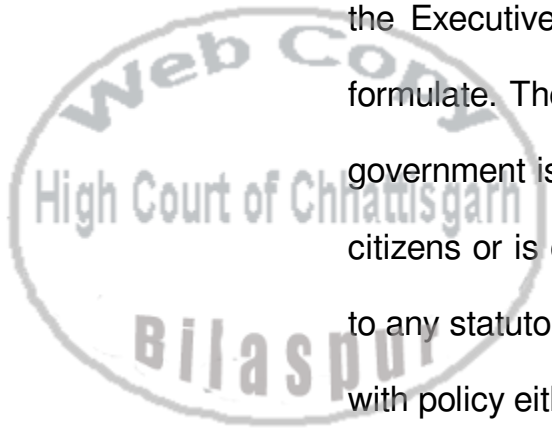 the Executive
formulate. The
government is
citizens or is
to any statuto
with policy eit
Web Copy
High Court of Chhattisgarh
Bilaspur